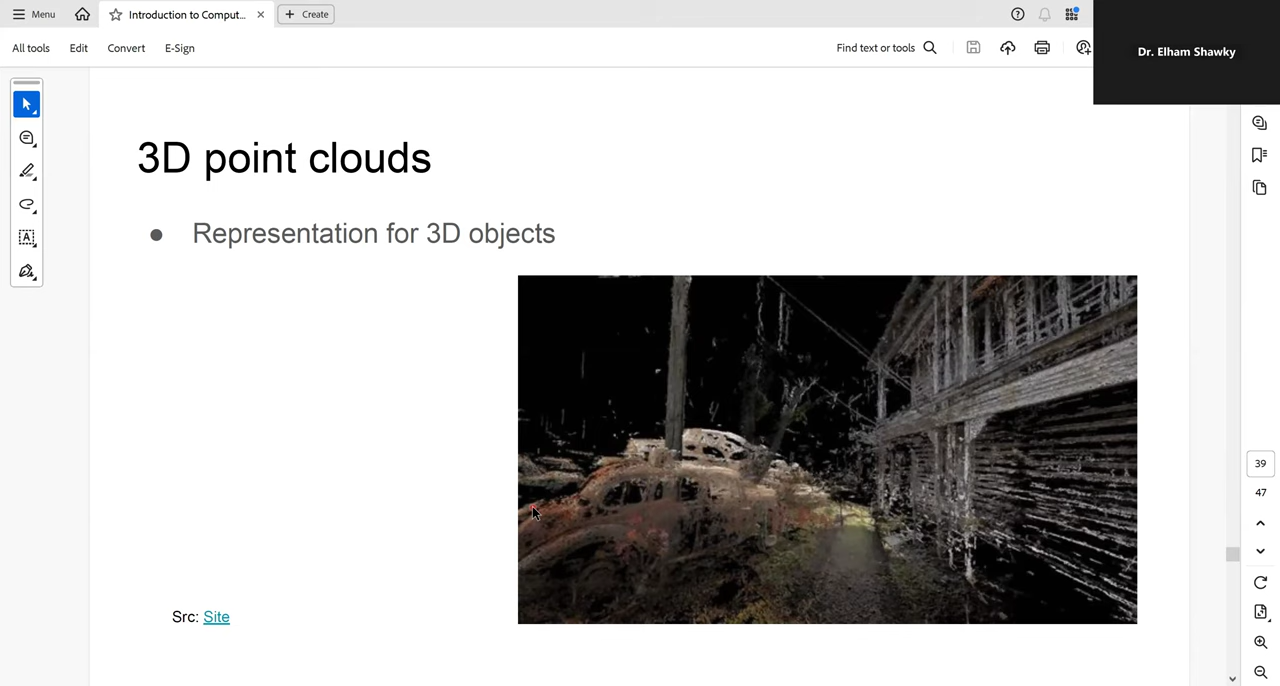 Menu
Introduction to Comput...
Create
All tools
Edit
Convert
E-Sign
Find text or tools
Dr. Elham Shawky
3D point clouds
● Representation for 3D objects
Src: Site
39
47